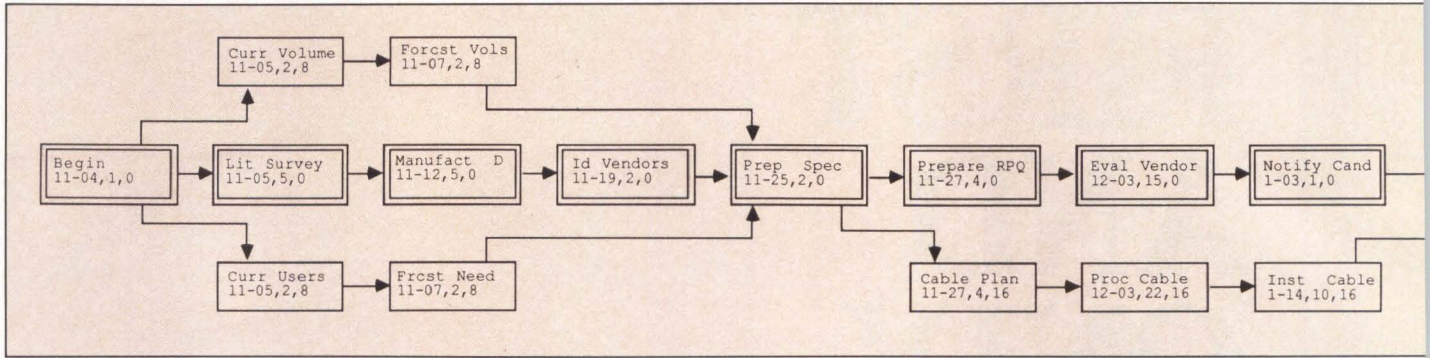 Curr Volume
11-05,2,8
Forcst Vols
11-07,2,8
Begin
11-04,1,0
Lit Survey
11-05,5,0
Manufact D
11-12,5,0
Id Vendors
11-19,2,0
Prep Spec
11-25,2,0
Prepare RPQ
11-27,4,0
Eval Vendor
12-03,15,0
Notify Cand
1-03,1,0
Curr Users
11-05,2,8
Frcst Need
11-07,2,8
Cable Plan
11-27,4,16
Proc Cable
12-03,22,16
Inst Cable
1-14,10,16